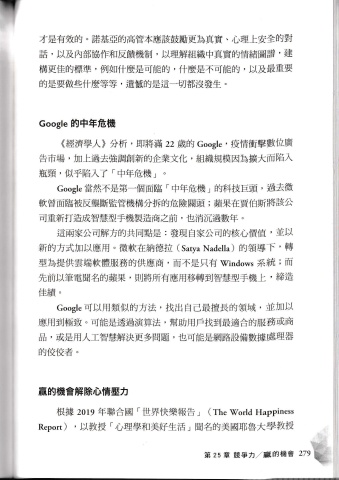 才是有效的。諾基亞的高管本應該鼓勵更為真實、心理上安全的對
話，以及內部協作和反饋機制，以理解組織中真實的情緒圖譜，建
構更佳的標準，例如什麼是可能的，什麼是不可能的，以及最重要
的是要做些什麼等等，遺憾的是這一切都沒發生。
Google 的中年危機
《經濟學人》分析，即將滿 22 歲的 Google，疫情衝擊數位廣
告市場，加上過去強調創新的企業文化，組織規模因為擴大而陷入
瓶頸，似乎陷入了「中年危機」。
Google 當然不是第一個面臨「中年危機」的科技巨頭。過去微
軟曾面臨被反壟斷監管機構分拆的危險關頭；蘋果在賈伯斯將該公
司重新打造成智慧型手機製造商之前，也消沉過數年。
這兩家公司解方的共同點是：發現自家公司的核心價值，並以
新的方式加以應用。微軟在納德拉（Satya Nadella）的領導下，轉
型為提供雲端軟體服務的供應商，而不是只有 Windows 系統；而
先前以筆電聞名的蘋果，則將所有應用移轉到智慧型手機上，締造
佳績。
Google 可以用類似的方法，找出自己最擅長的領域，並加以
應用到極致。可能是透過演算法，幫助用戶找到最適合的服務或商
品，或是用人工智慧解決更多問題，也可能是網路設備數據處理器
的佼佼者。
贏的機會解除心情壓力
根據 2019 年聯合國「世界快樂報告」（The World Happiness
Report），以教授「心理學和美好生活」聞名的美國耶魯大學教授
第 25 章 競爭力／贏的機會 279